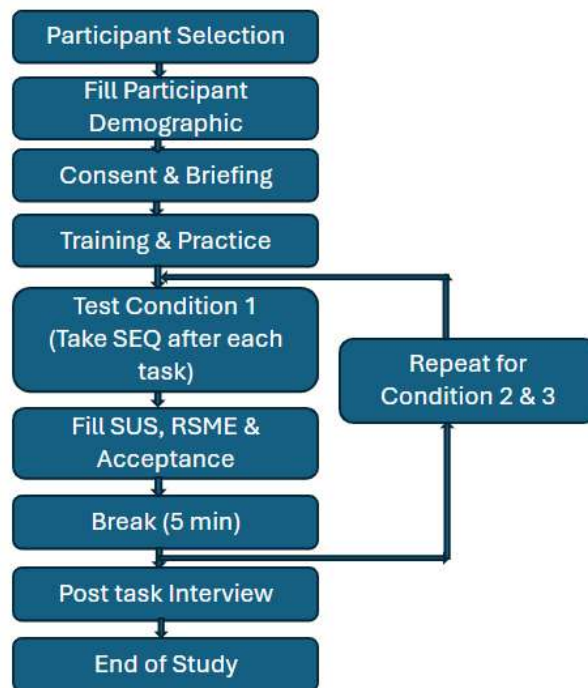 Participant Selection
Fill Participant
Demographic
Consent & Briefing
Training & Practice
Test Condition 1
(Take SEQ after each
task)
Repeat for
Condition 2 & 3
Fill SUS, RSME &
Acceptance
Break (5 min)
Post task Interview
End of Study